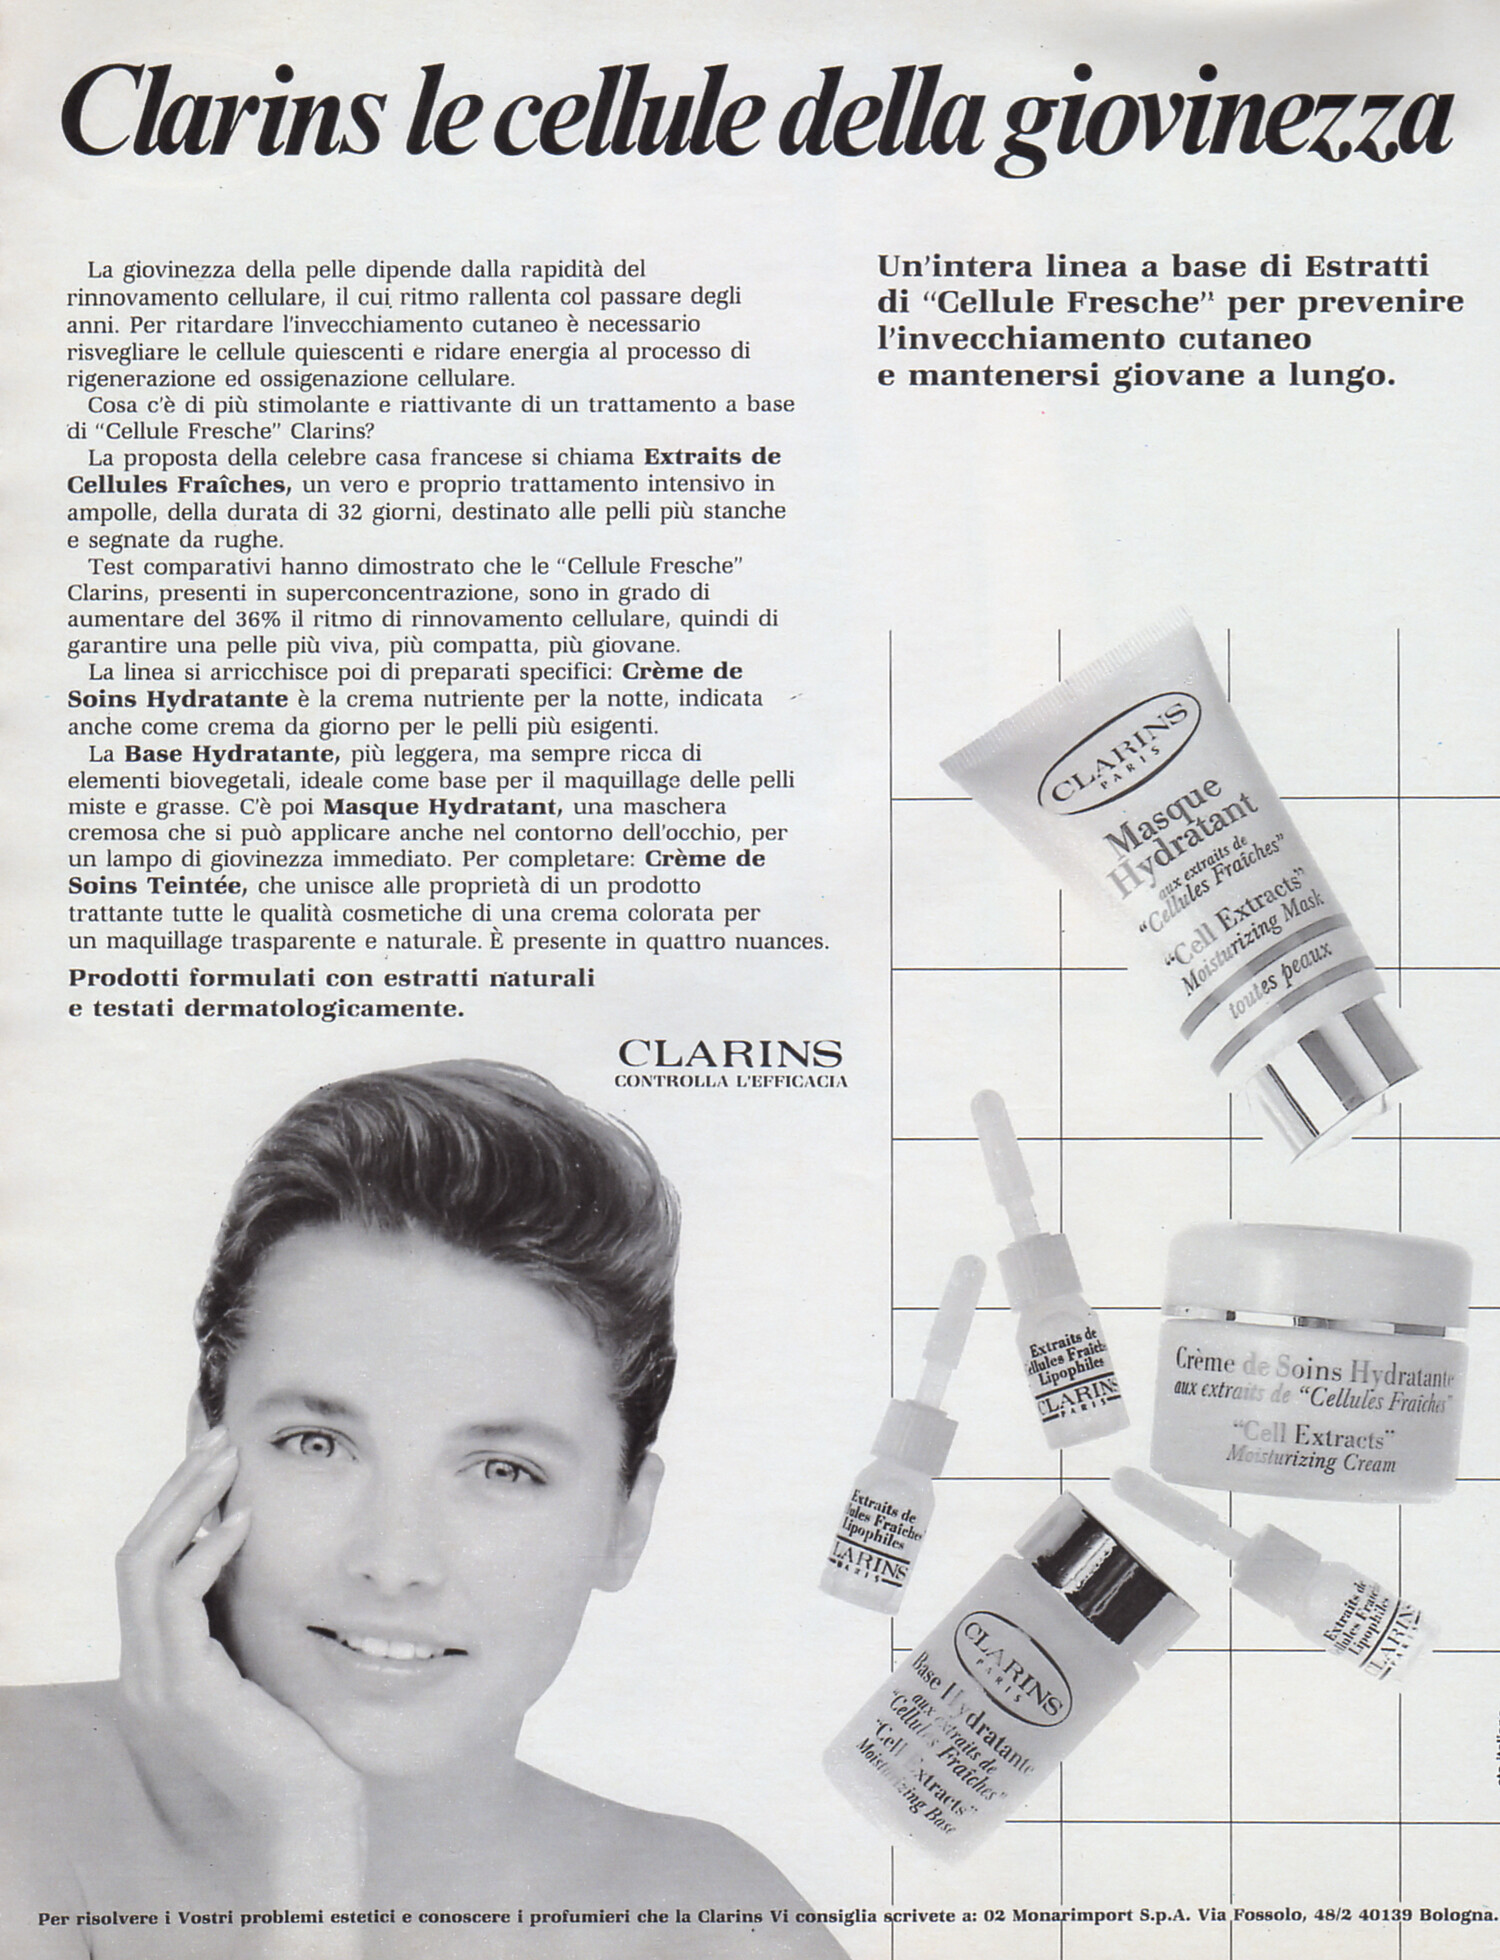 Clarins le cellule della giovinezza
La giovinezza della pelle dipende dalla rapidità del
rinnovamento cellulare, il cui ritmo rallenta col passare degli
anni. Per ritardare l'invecchiamento cutaneo è necessario
risvegliare le cellule quiescenti e ridare energia al processo di
rigenerazione ed ossigenazione cellulare.
Cosa c'è di più stimolante e riattivante di un trattamento a base
di "Cellule Fresche" Clarins?
La proposta della celebre casa francese si chiama Extraits de
Cellules Fraîches, un vero e proprio trattamento intensivo in
ampolle, della durata di 32 giorni, destinato alle pelli più stanche
e segnate da rughe.
Test comparativi hanno dimostrato che le "Cellule Fresche"
Clarins, presenti in superconcentrazione, sono in grado di
aumentare del 36% il ritmo di rinnovamento cellulare, quindi di
garantire una pelle più viva, più compatta, più giovane.
La linea si arricchisce poi di preparati specifici: Crème de
Soins Hydratante è la crema nutriente per la notte, indicata
anche come crema da giorno per le pelli più esigenti.
La Base Hydratante, più leggera, ma sempre ricca di
elementi biovegetali, ideale come base per il maquillage delle pelli
miste e grasse. C'è poi Masque Hydratant, una maschera
cremosa che si può applicare anche nel contorno dell'occhio, per
un lampo di giovinezza immediato. Per completare: Crème de
Soins Teintée, che unisce alle proprietà di un prodotto
trattante tutte le qualità cosmetiche di una crema colorata per
un maquillage trasparente e naturale. È presente in quattro nuances.
Prodotti formulati con estratti naturali
e testati dermatologicamente.
CLARINS
CONTROLLA L'EFFICACIA
Un'intera linea a base di Estratti
di "Cellule Fresche" per prevenire
l'invecchiamento cutaneo
e mantenersi giovane a lungo.
CLARINS
PARIS
Masque
Hydratant
aux extraits de
"Cellules Fraîches"
"Cell Extracts"
Moisturizing Mask
toutes peaux
Extraits de
ellules Fraîche
Lipophiles
CLARINS
PARIS
Crème de Soins Hydratante
aux extraits de "Cellules Fraîches"
"Cell Extracts"
Moisturizing Cream
Extraits de
lules Fraîches
Lipophiles
LARINS
PARIS
Extraits de
ellules Fraîche
Lipophiles
CLARINS
PARIS
CLARINS
PARIS
Base Hydratante
aux extraits de
"Cellules Fraîches"
"Cell Extracts"
Moisturizing Base
Per risolvere i Vostri problemi estetici e conoscere i profumieri che la Clarins Vi consiglia scrivete a: 02 Monarimport S.p.A. Via Fossolo, 48/2 40139 Bologna.